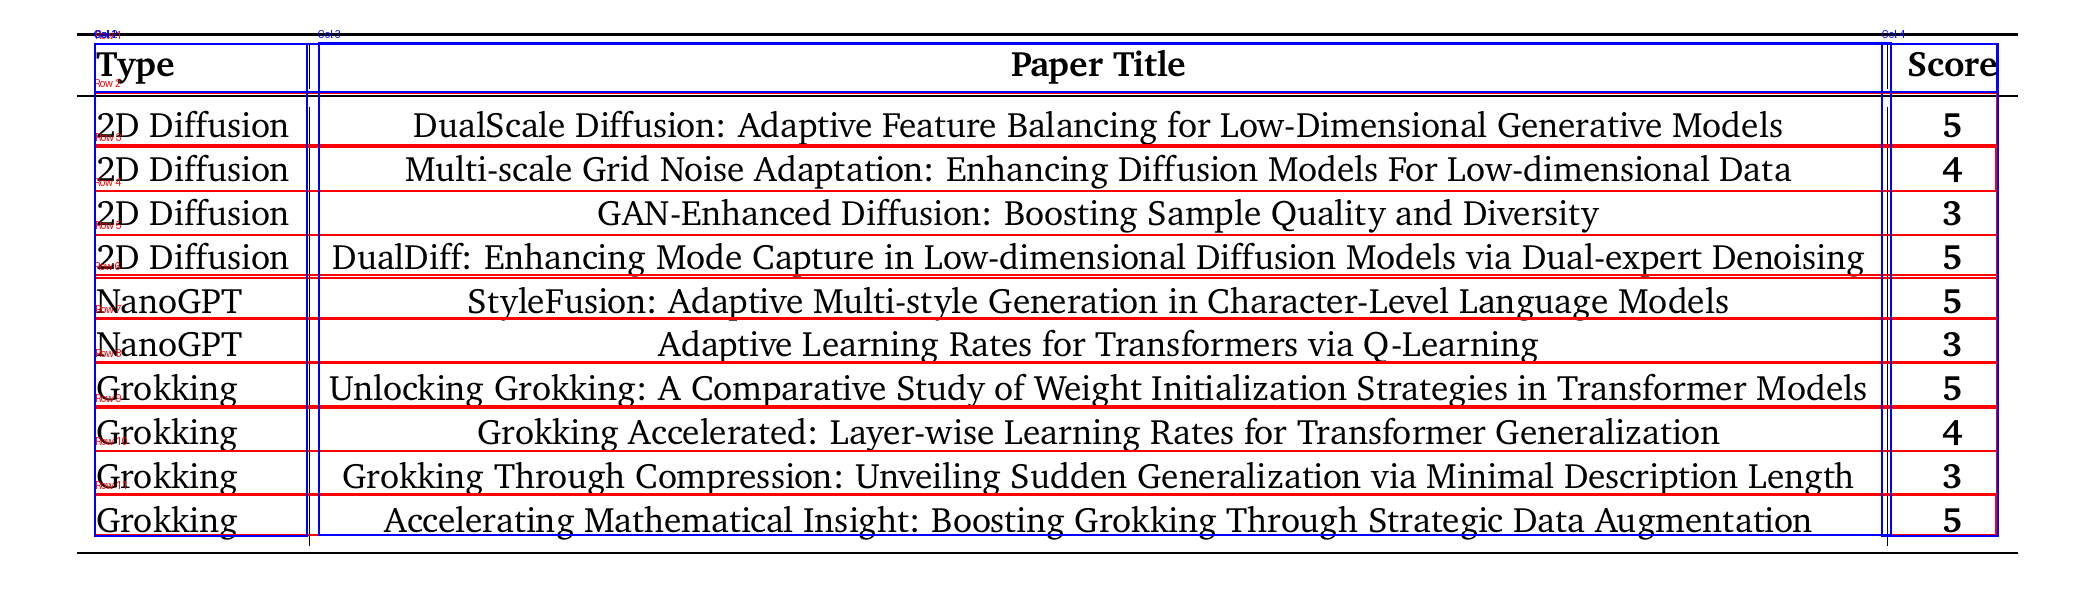 Type Paper Title Score
2D Diffusion DualScale Diffusion: Adaptive Feature Balancing for Low-Dimensional Generative Models 5
2D Diffusion Multi-scale Grid Noise Adaptation: Enhancing Diffusion Models For Low-dimensional Data 4
2D Diffusion GAN-Enhanced Diffusion: Boosting Sample Quality and Diversity 3
2D Diffusion DualDiff: Enhancing Mode Capture in Low-dimensional Diffusion Models via Dual-expert Denoising 5
NanoGPT StyleFusion: Adaptive Multi-style Generation in Character-Level Language Models 5
NanoGPT Adaptive Learning Rates for Transformers via Q-Learning 3
Grokking Unlocking Grokking: A Comparative Study of Weight Initialization Strategies in Transformer Models 5
Grokking Grokking Accelerated: Layer-wise Learning Rates for Transformer Generalization 4
Grokking Grokking Through Compression: Unveiling Sudden Generalization via Minimal Description Length 3
Grokking Accelerating Mathematical Insight: Boosting Grokking Through Strategic Data Augmentation 5